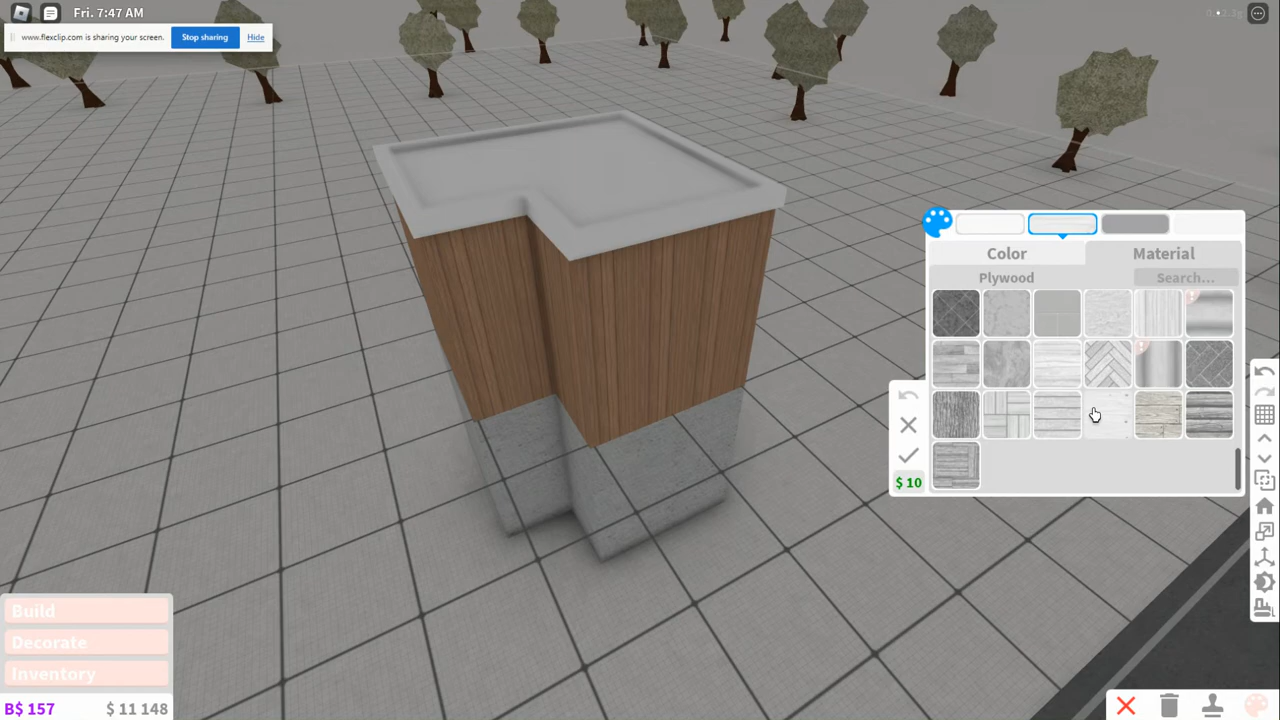 Fri. 7:47 AM
www.flexclip.com is sharing your screen.
Stop sharing
Hide
Color
Material
Plywood
Search...
$ 10
Build
Decorate
Inventory
B$ 157
$ 11 148